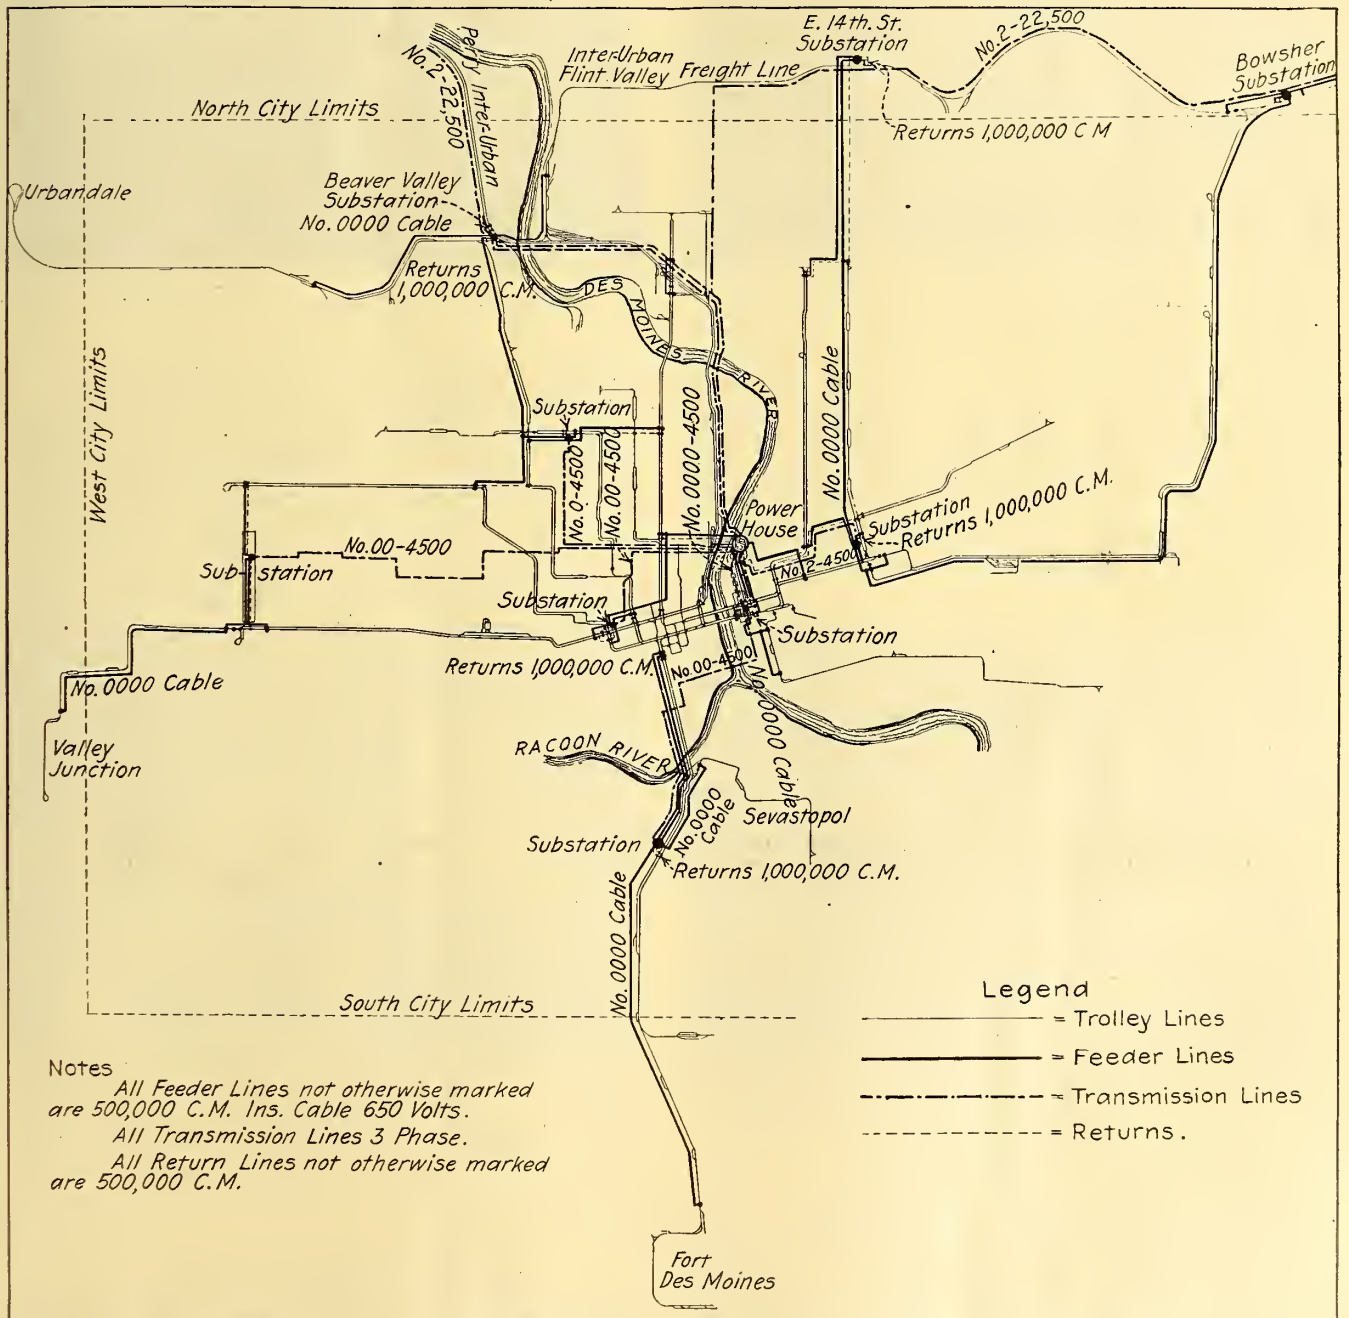 E. 14th. St.
Substation
No.2-22,500
Bowsher
Substation
Inter-Urban
Flint Valley Freight Line
Perry Inter-Urban
No.2-22,500
North City Limits
Returns 1,000,000 C M
Urbandale
Beaver Valley
Substation
No. 0000 Cable
Returns
1,000,000 C.M.
DES MOINES RIVER
West City Limits
Substation
No.0-4500
No.00-4500
No.0000-4500
No.0000 Cable
Power
House
Substation
Returns 1,000,000 C.M.
No.00-4500
No.2-4500
Sub-station
Substation
Substation
Returns 1,000,000 C.M.
No.00-4500
No.0000 Cable
No.0000 Cable
Valley
Junction
RACOON RIVER
No.0000
Cable
Sevastopol
Substation
Returns 1,000,000 C.M.
No.0000 Cable
South City Limits
Legend
= Trolley Lines
= Feeder Lines
= Transmission Lines
= Returns.
Notes
All Feeder Lines not otherwise marked
are 500,000 C.M. Ins. Cable 650 Volts.
All Transmission Lines 3 Phase.
All Return Lines not otherwise marked
are 500,000 C.M.
Fort
Des Moines